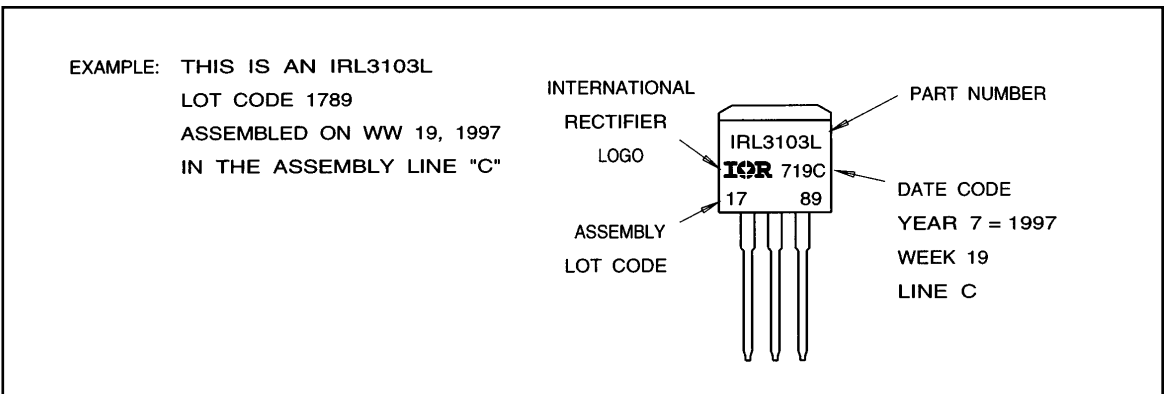 EXAMPLE: THIS IS AN IRL3103L
LOT CODE 1789
ASSEMBLED ON WW 19, 1997
IN THE ASSEMBLY LINE "C"
INTERNATIONAL
RECTIFIER
LOGO
ASSEMBLY
LOT CODE
IRL3103L
IOR 719C
17 89
PART NUMBER
DATE CODE
YEAR 7 = 1997
WEEK 19
LINE C